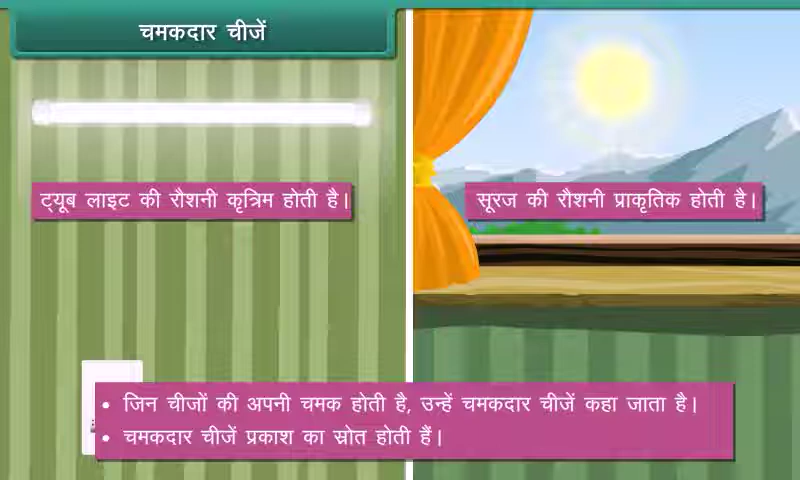 चमकदार चीजें
ट्यूब लाइट की रौशनी कृत्रिम होती है।
सूरज की रौशनी प्राकृतिक होती है।
• जिन चीजों की अपनी चमक होती है, उन्हें चमकदार चीजें कहा जाता है।
• चमकदार चीजें प्रकाश का स्रोत होती हैं।